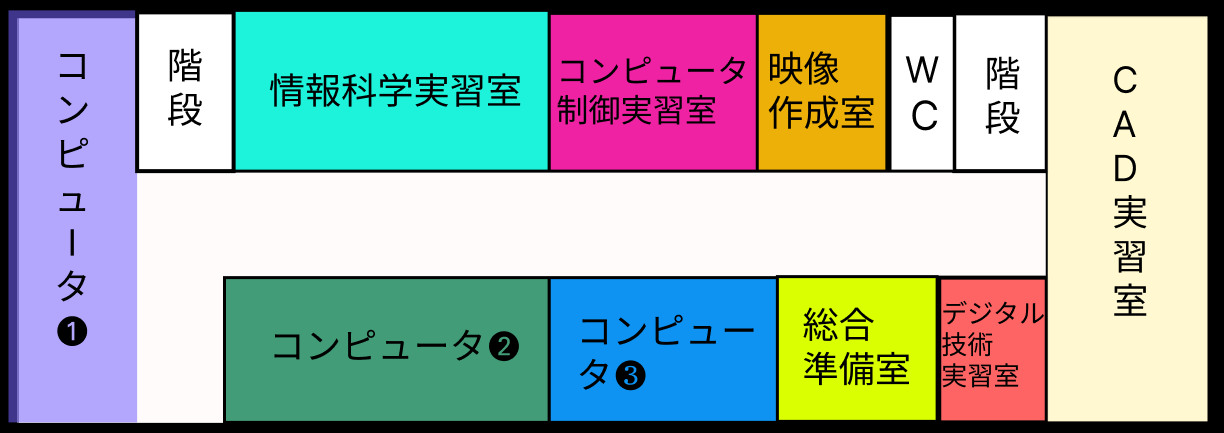 コンピュータ❶
階段
情報科学実習室
コンピュータ
制御実習室
映像
作成室
WC
階段
CAD実習室
コンピュータ❷
コンピュー
タ❸
総合
準備室
デジタル
技術
実習室